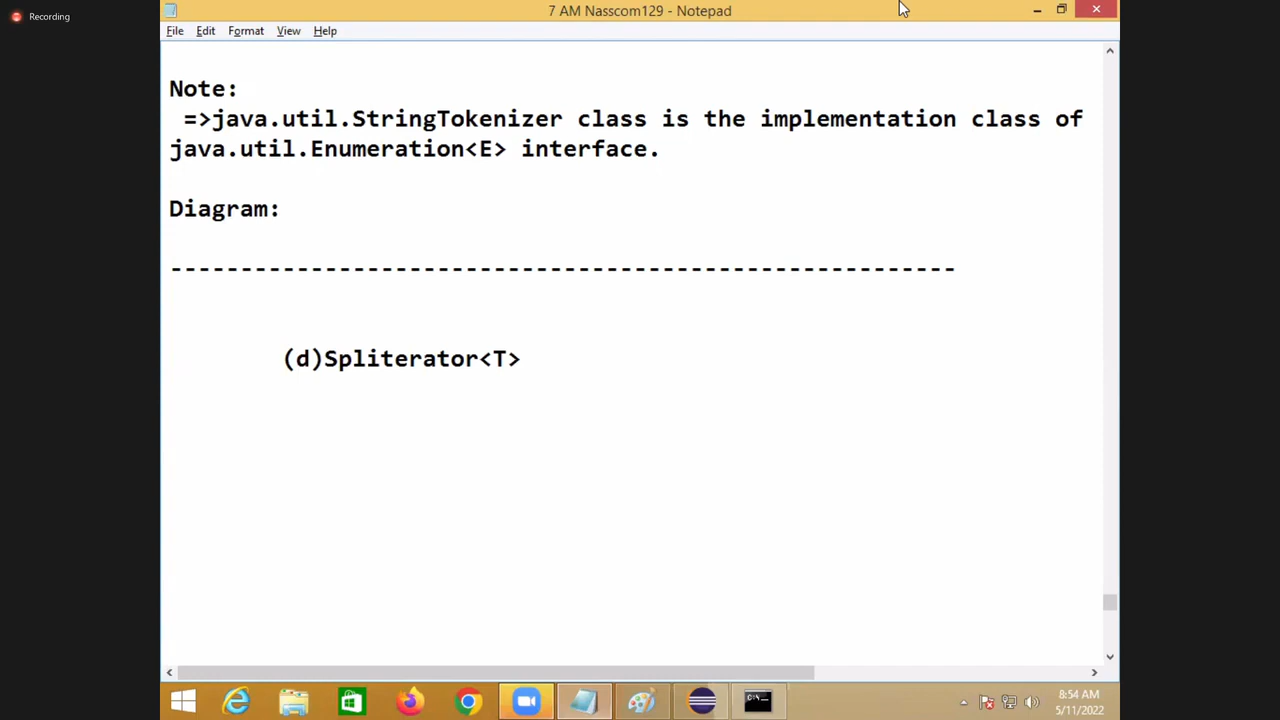 Recording
7 AM Nasscom129 - Notepad
File Edit Format View Help
Note:
=>java.util.StringTokenizer class is the implementation class of
java.util.Enumeration<E> interface.
Diagram:
--------------------------------------------------------
(d)Spliterator<T>
8:54 AM
5/11/2022